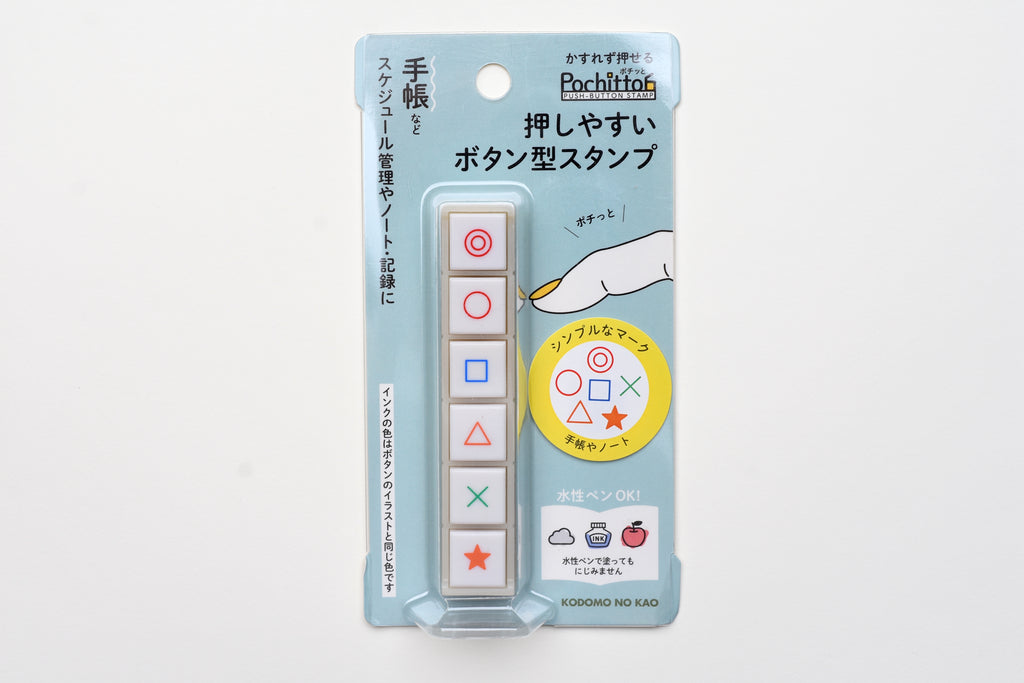 手帳など
スケジュール管理やノート・記録に
かすれず押せる
ポチッと
Pochitto6
PUSH-BUTTON STAMP
押しやすい
ボタン型スタンプ
ポチっと
シンプルなマーク
手帳やノート
インクの色はボタンのイラストと同じ色です
水性ペンOK!
INK
水性ペンで塗っても
にじみません
KODOMO NO KAO